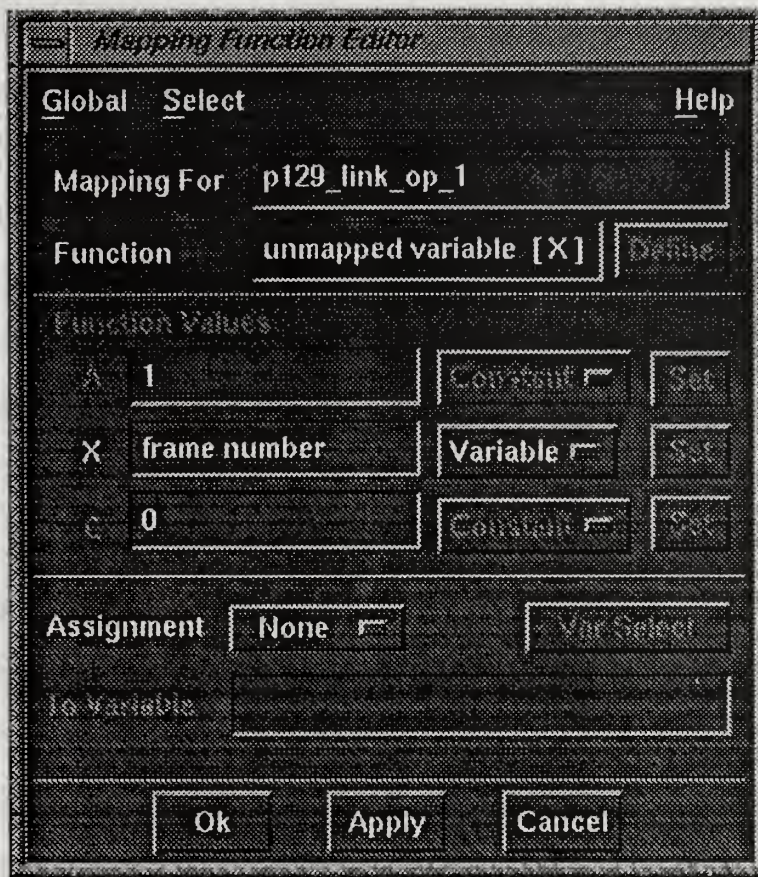 Mapping Function Editor
Global Select Help
Mapping For p129_link_op_1
Function unmapped variable [X] Define
Function Values
A 1 Constant Set
X frame number Variable Set
C 0 Constant Set
Assignment None Var Select
To Variable
Ok Apply Cancel